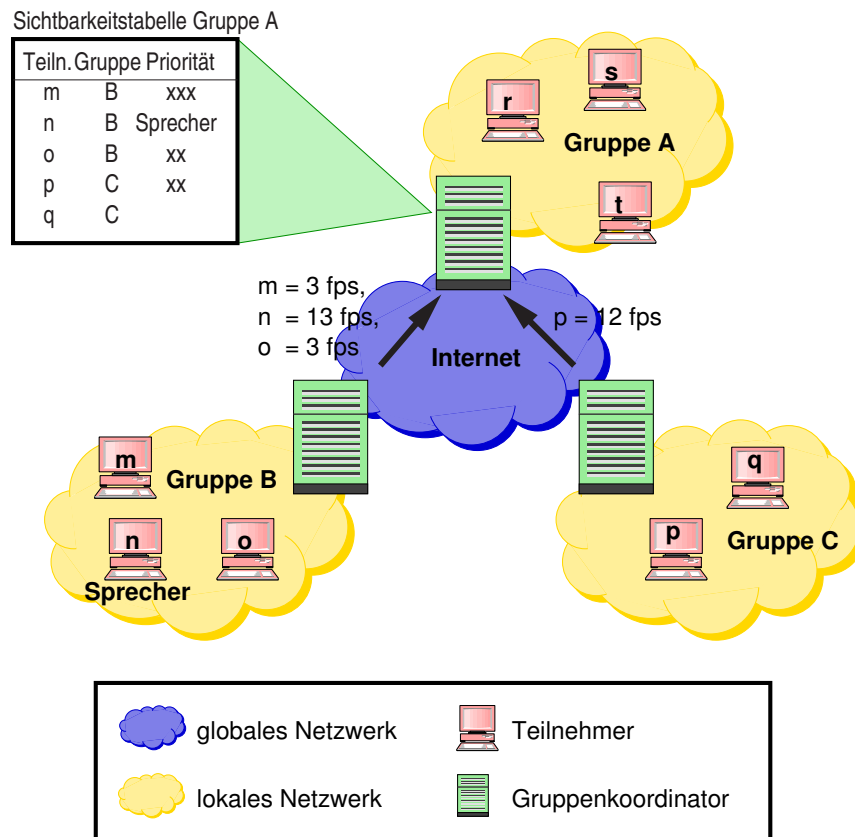 Sichtbarkeitstabelle Gruppe A
Teiln. Gruppe Priorität
m B xxx
n B Sprecher
o B xx
p C xx
q C
r
s
Gruppe A
t
m = 3 fps,
n = 13 fps,
o = 3 fps
p = 12 fps
Internet
m
Gruppe B
n
o
Sprecher
q
p
Gruppe C
globales Netzwerk
Teilnehmer
lokales Netzwerk
Gruppenkoordinator